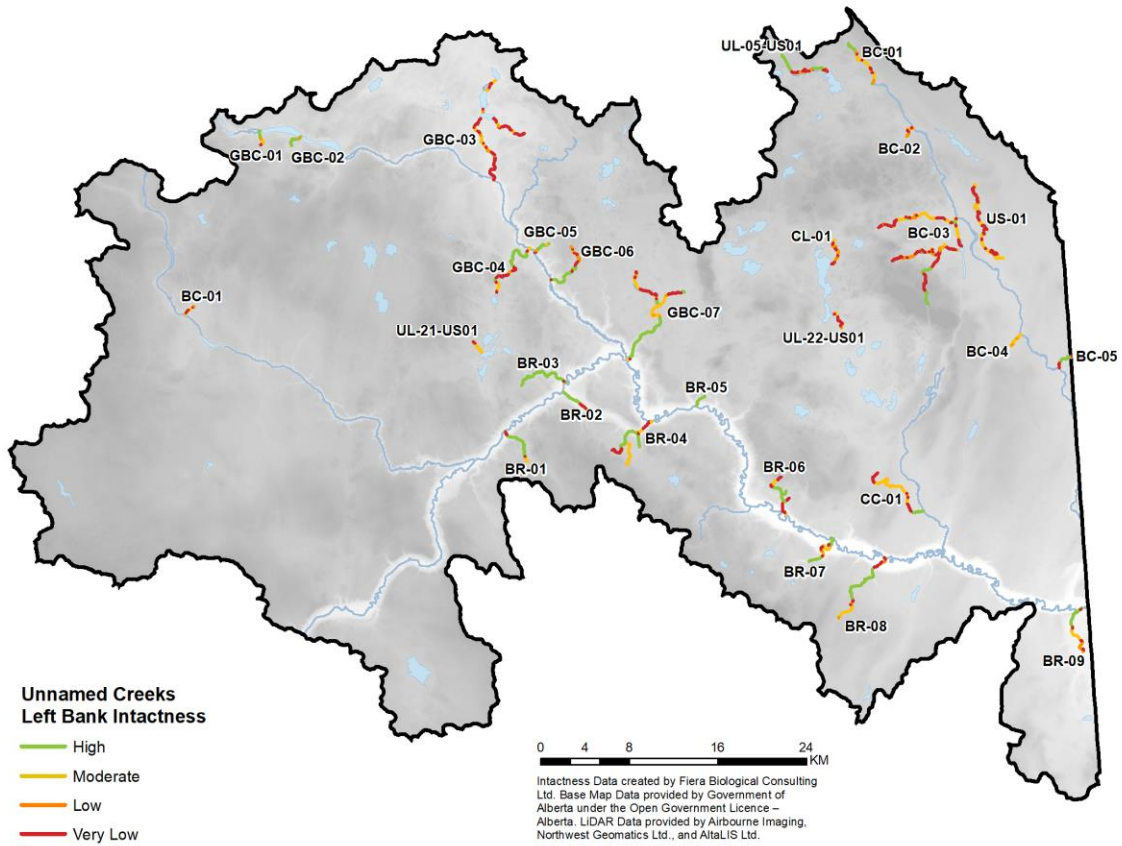 UL-05-US01
BC-01
BC-02
GBC-01
GBC-02
GBC-03
US-01
BC-03
CL-01
GBC-05
GBC-06
GBC-04
BC-01
GBC-07
UL-21-US01
UL-22-US01
BC-04
BC-05
BR-03
BR-05
BR-02
BR-04
BR-01
BR-06
CC-01
BR-07
BR-08
BR-09
Unnamed Creeks
Left Bank Intactness
High
Moderate
Low
Very Low
0 4 8 16 24
KM
Intactness Data created by Fiera Biological Consulting
Ltd. Base Map Data provided by Government of
Alberta under the Open Government Licence –
Alberta. LiDAR Data provided by Airbourne Imaging,
Northwest Geomatics Ltd., and AltaLIS Ltd.